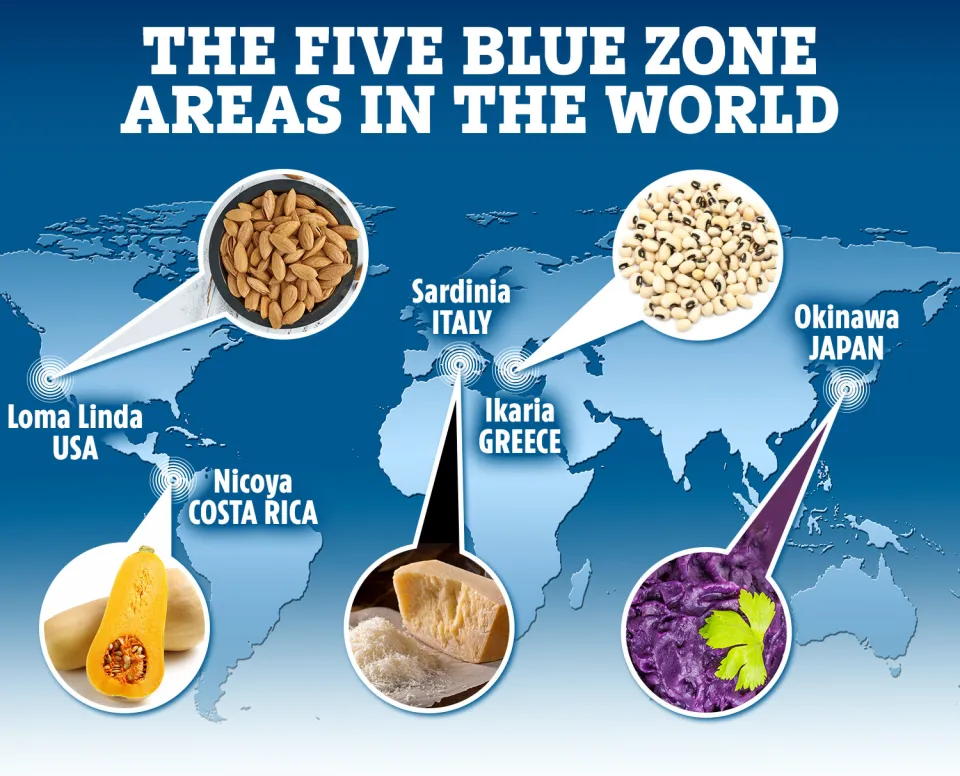 THE FIVE BLUE ZONE
AREAS IN THE WORLD
Sardinia
ITALY
Okinawa
JAPAN
Loma Linda
USA
Ikaria
GREECE
Nicoya
COSTA RICA